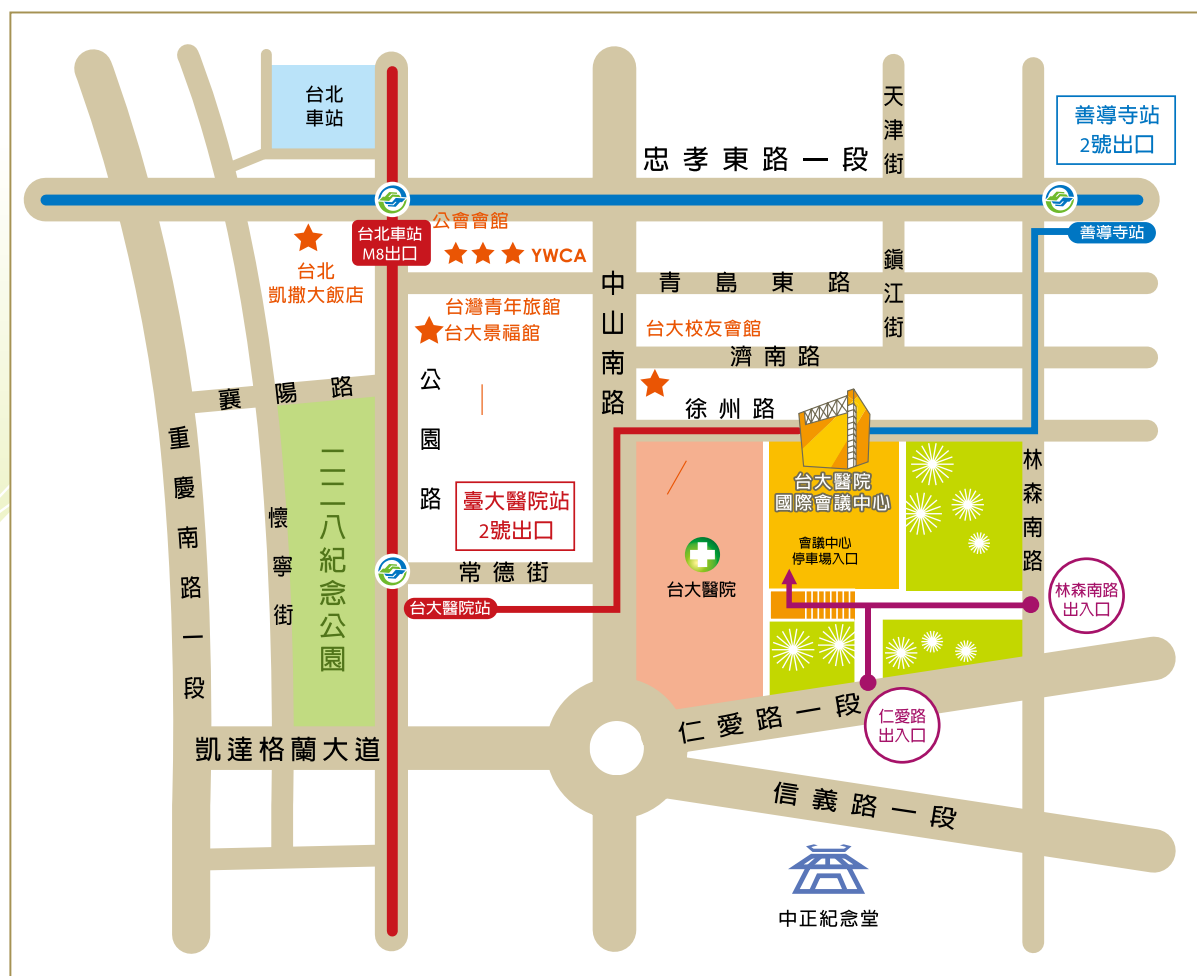 台北
車站
天津街
善導寺站
2號出口
忠孝東路一段
公會會館
台北車站
M8出口
善導寺站
YWCA
台北
凱撒大飯店
中山南路
青島東路
鎮江街
台灣青年旅館
台大景福館
台大校友會館
濟南路
襄陽路
公園路
徐州路
重慶南路一段
二二八紀念公園
林森南路
台大醫院
國際會議中心
臺大醫院站
2號出口
懷寧街
會議中心
停車場入口
常德街
台大醫院
台大醫院站
林森南路
出入口
仁愛路一段
仁愛路
出入口
凱達格蘭大道
信義路一段
中正紀念堂